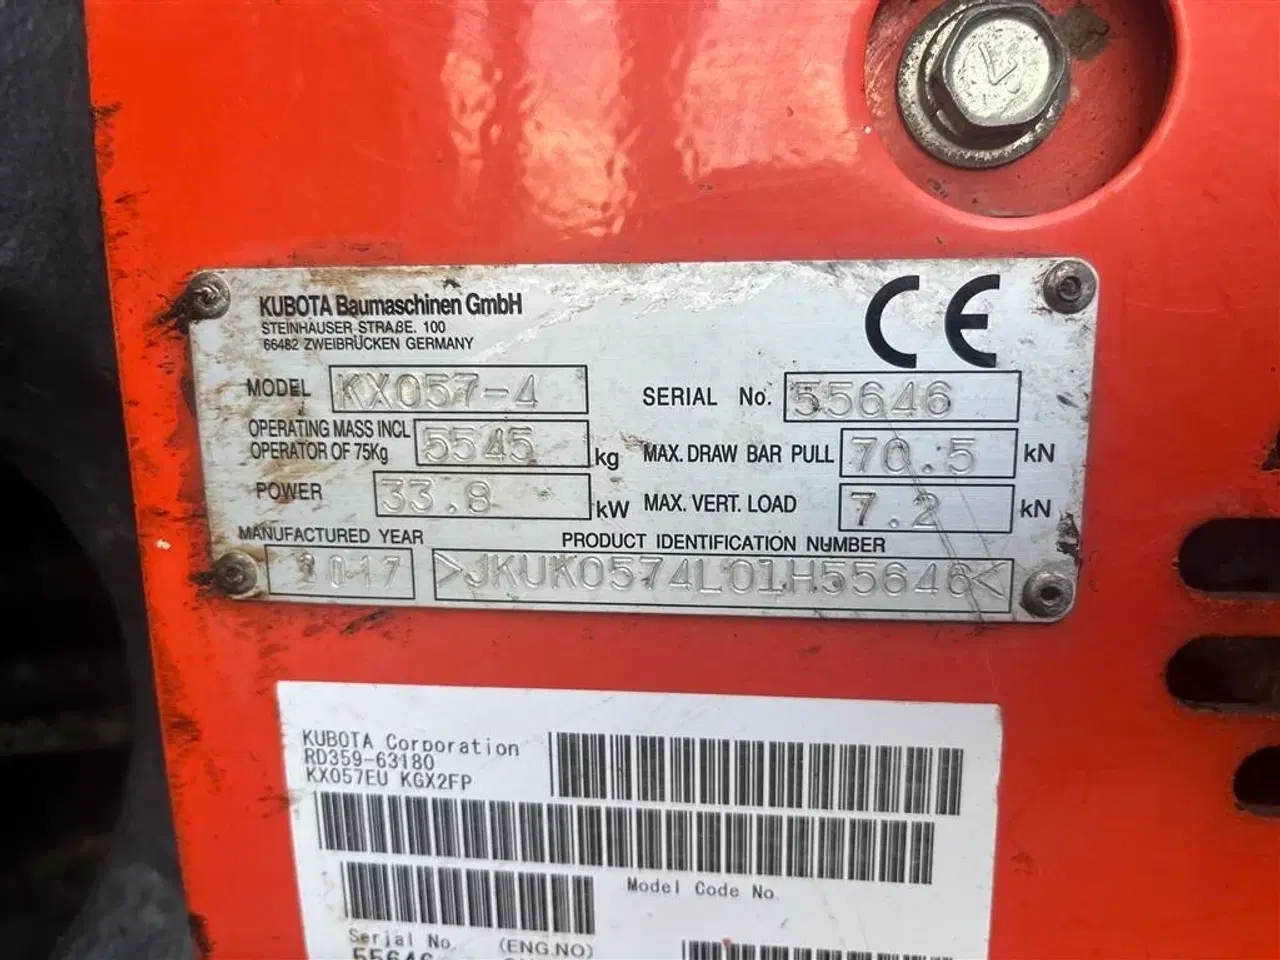 KUBOTA Baumaschinen GmbH
STEINHAUSER STRAßE. 100
66482 ZWEIBRÜCKEN GERMANY
CE
MODEL KX057-4
SERIAL No. 55646
OPERATING MASS INCL
OPERATOR OF 75Kg 5545 kg
MAX. DRAW BAR PULL 70.5 kN
POWER 33.8 kW
MAX. VERT. LOAD 7.2 kN
MANUFACTURED YEAR
2017
PRODUCT IDENTIFICATION NUMBER
>JKUK0574L01H55646<
KUBOTA Corporation
RD359-63180
KX057EU KGX2FP
Model Code No.
Serial No. (ENG.NO)
55646